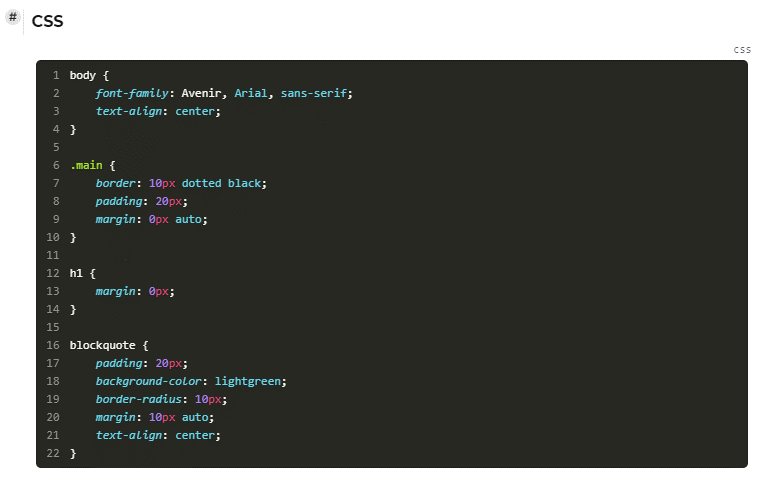 # CSS
css
1 body {
2     font-family: Avenir, Arial, sans-serif;
3     text-align: center;
4 }
5
6 .main {
7     border: 10px dotted black;
8     padding: 20px;
9     margin: 0px auto;
10 }
11
12 h1 {
13     margin: 0px;
14 }
15
16 blockquote {
17     padding: 20px;
18     background-color: lightgreen;
19     border-radius: 10px;
20     margin: 10px auto;
21     text-align: center;
22 }